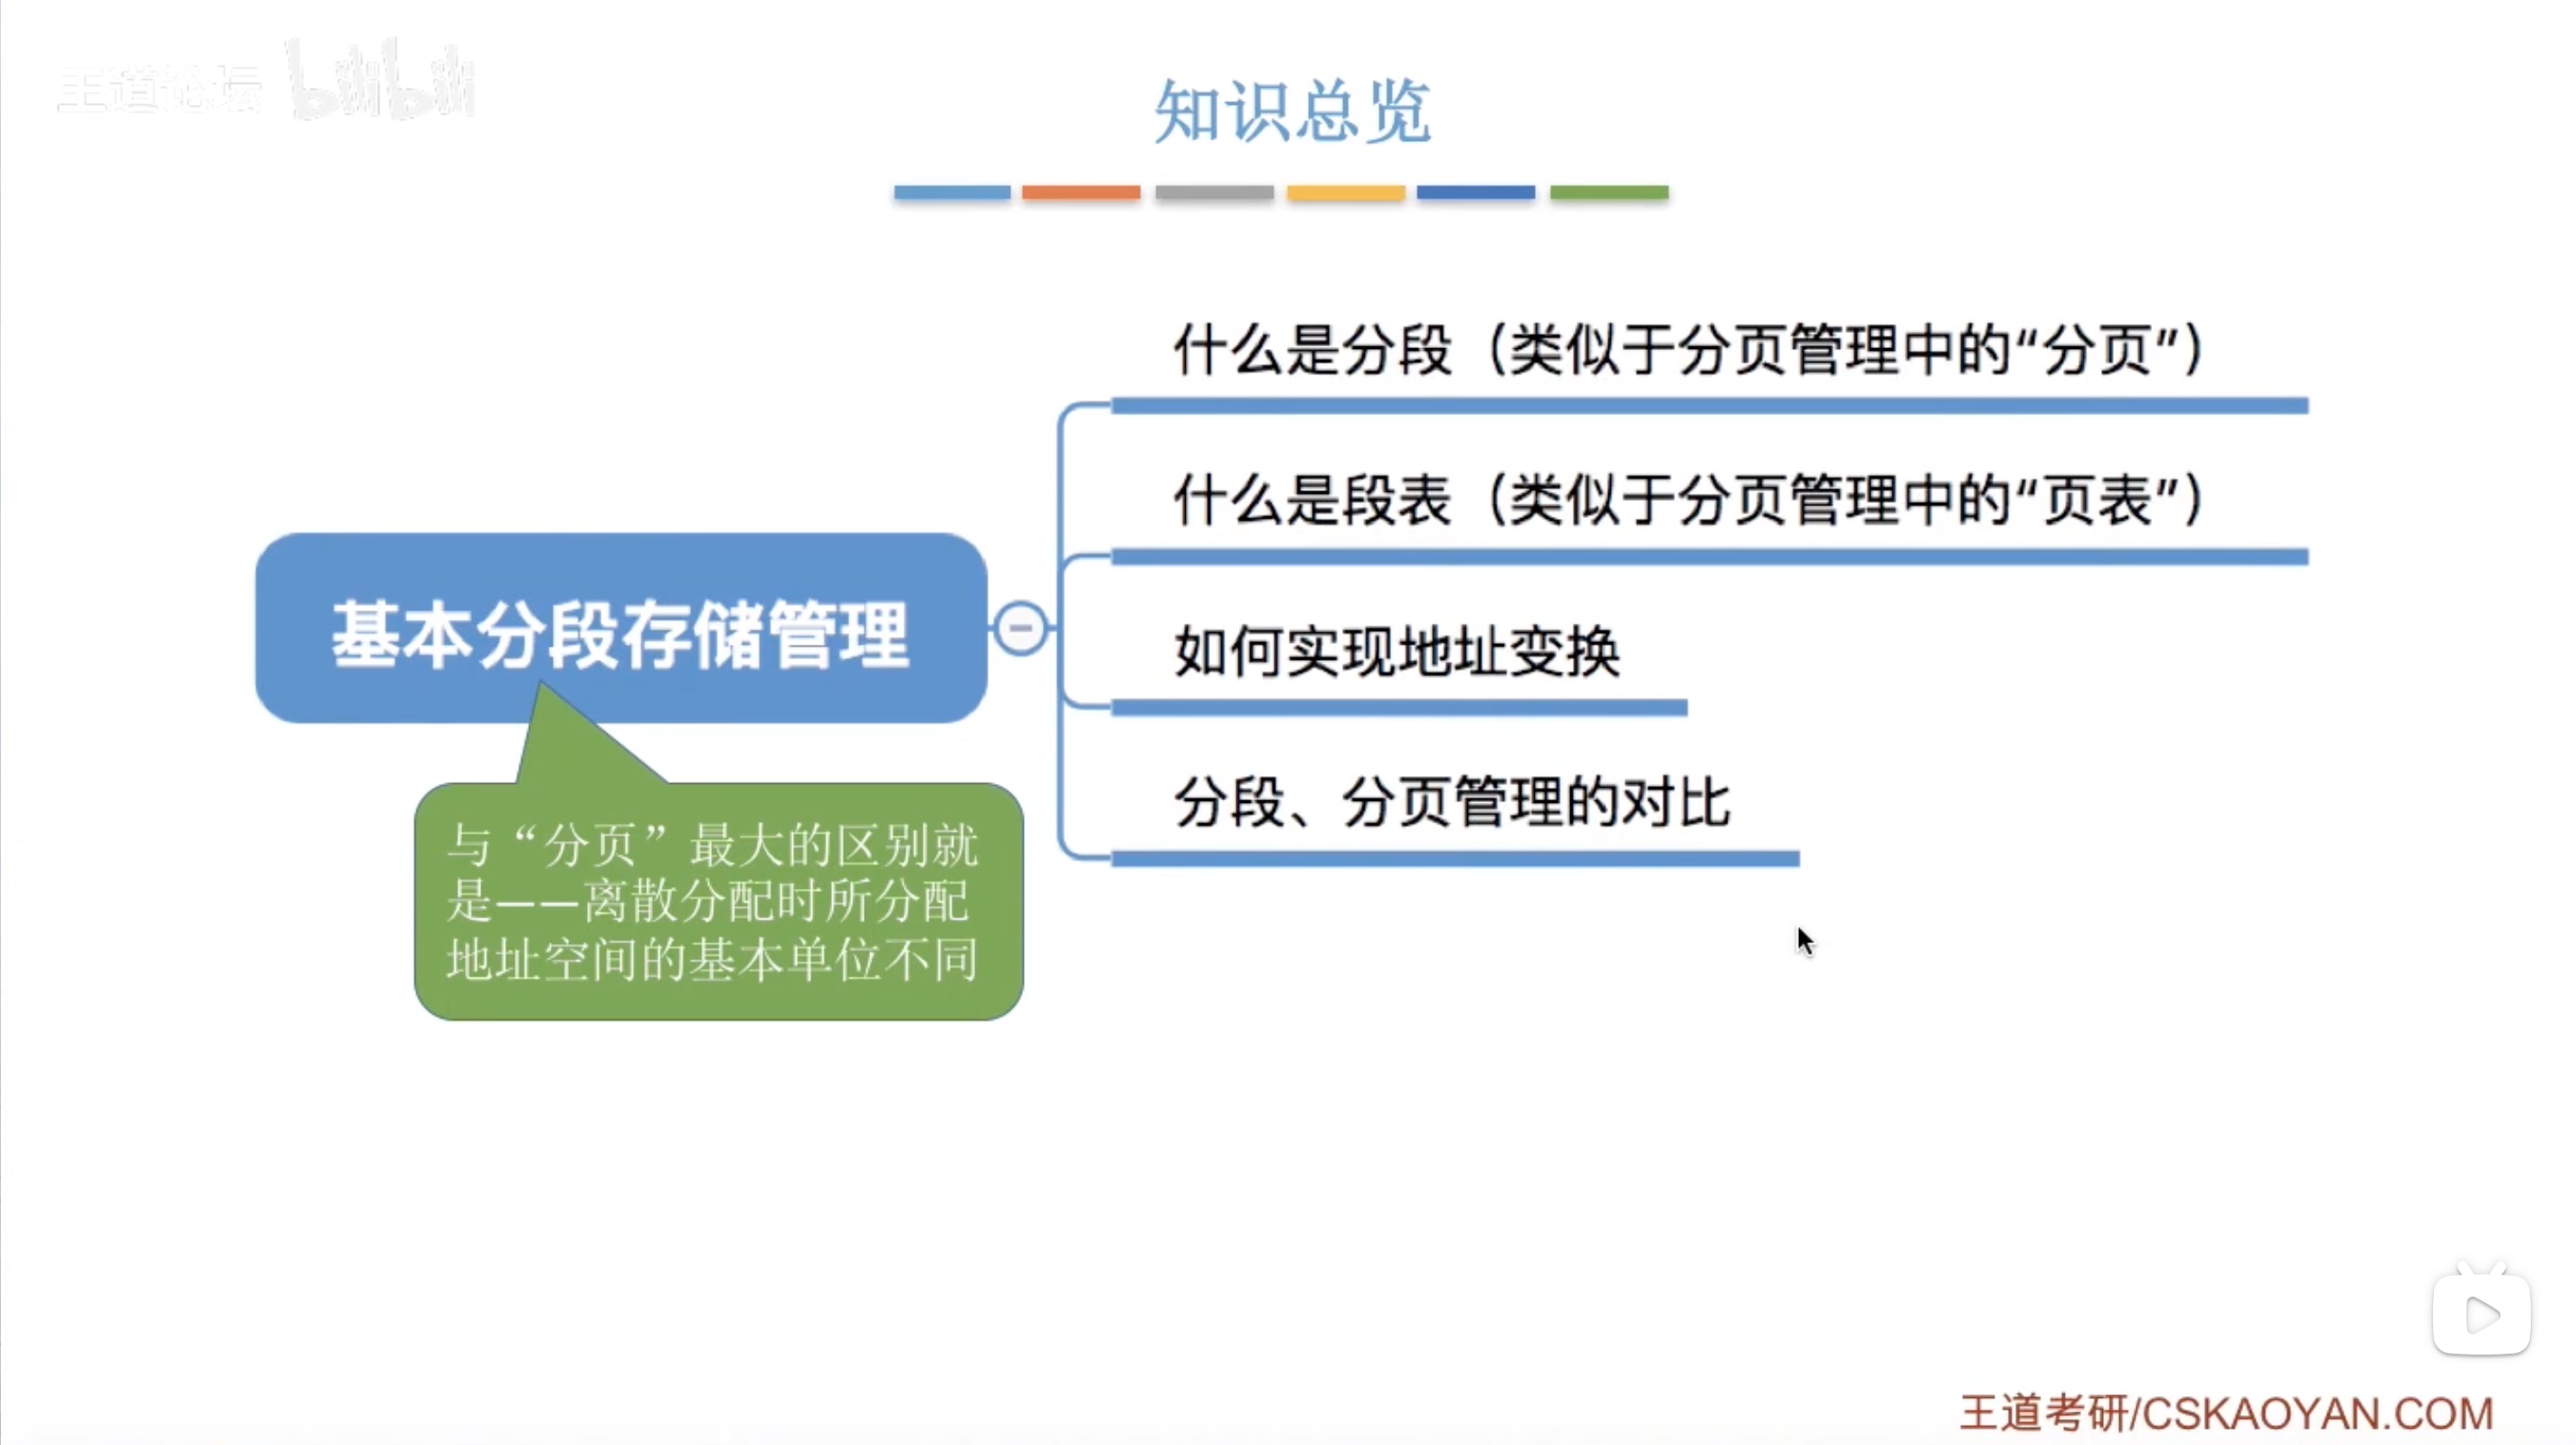 王道论坛 bilibili
知识总览
什么是分段（类似于分页管理中的“分页”）
什么是段表（类似于分页管理中的“页表”）
基本分段存储管理
如何实现地址变换
分段、分页管理的对比
与“分页”最大的区别就
是——离散分配时所分配
地址空间的基本单位不同
王道考研/CSKAOYAN.COM